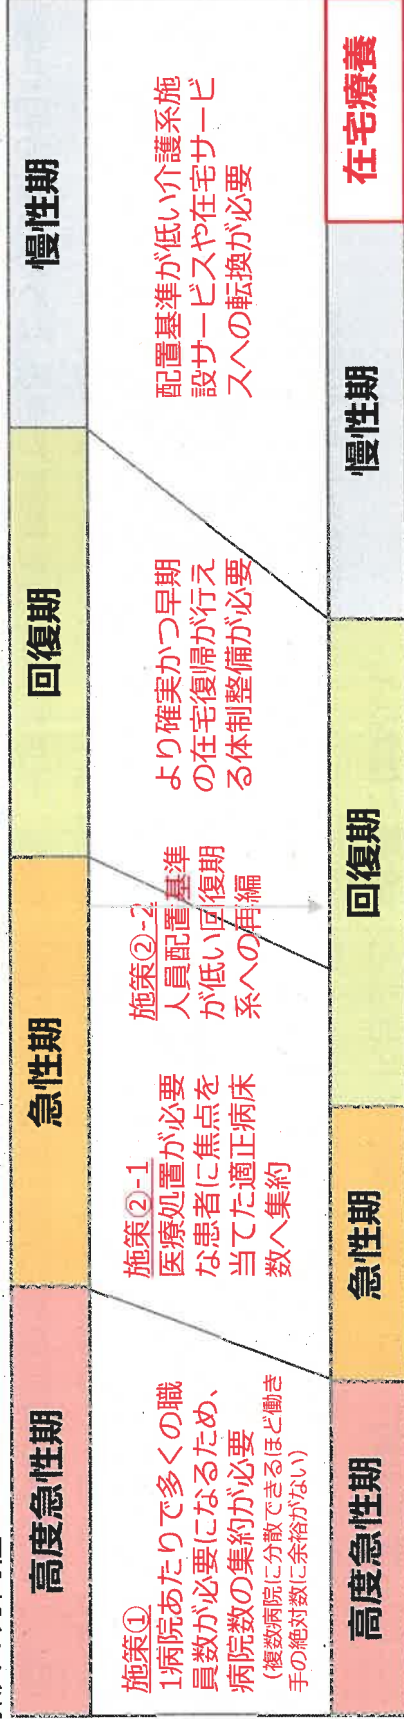 高度急性期
急性期
回復期
慢性期
施策①
1病院あたりで多くの職
員数が必要になるため、
病院数の集約が必要
(複数病院に分散できるほど働き
手の絶対数に余裕がない)
施策②-1
医療処置が必要
な患者に焦点を
当てた適正病床
数へ集約
施策②-2
人員配置基準
が低い回復期
系への再編
より確実かつ早期
の在宅復帰が行え
る体制整備が必要
配置基準が低い介護系施
設サービスや在宅サービ
スへの転換が必要
高度急性期
急性期
回復期
慢性期
在宅療養